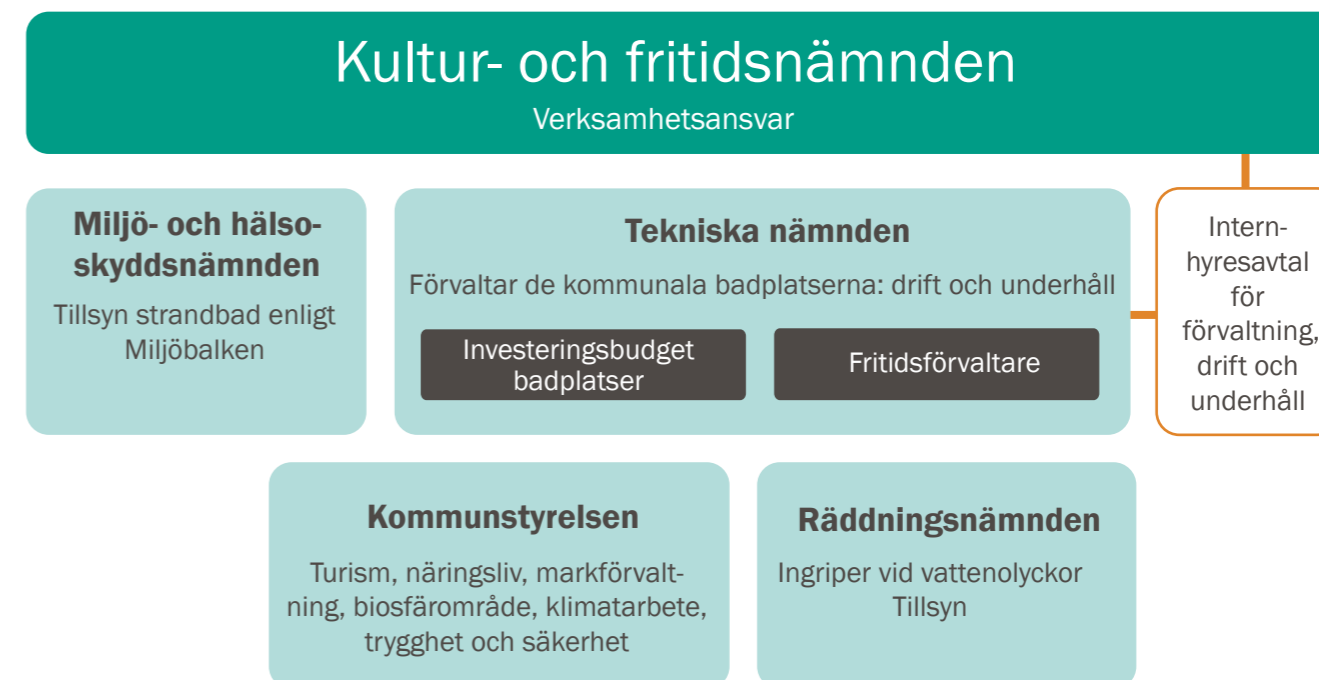 Kultur- och fritidsnämnden
Verksamhetsansvar
Miljö- och hälso-
skyddsnämnden
Tillsyn strandbad enligt
Miljöbalken
Tekniska nämnden
Förvaltar de kommunala badplatserna: drift och underhåll
Investeringsbudget
badplatser
Fritidsförvaltare
Intern-
hyresavtal
för
förvaltning,
drift och
underhåll
Kommunstyrelsen
Turism, näringsliv, markförvalt-
ning, biosfärområde, klimatarbete,
trygghet och säkerhet
Räddningsnämnden
Ingriper vid vattenolyckor
Tillsyn